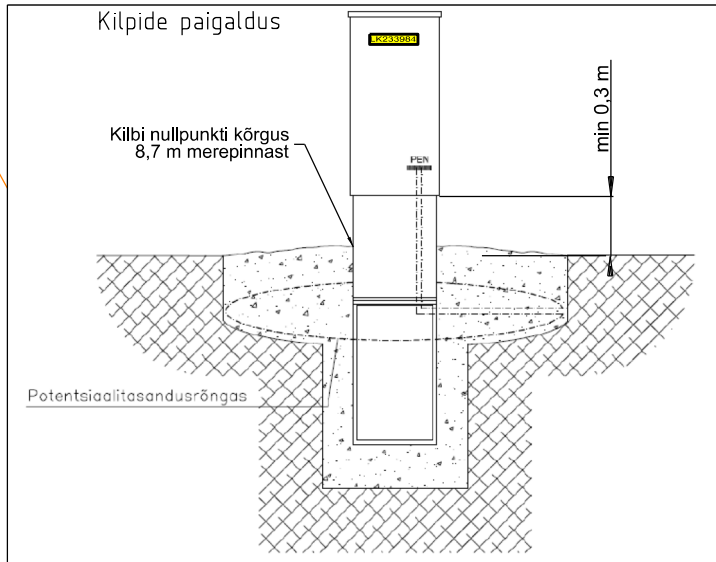 Kilpide paigaldus
LK233984
Kilbi nullpunkti kõrgus
8,7 m merepinnast
PEN
min 0,3 m
Potentsiaalitasandusrõngas